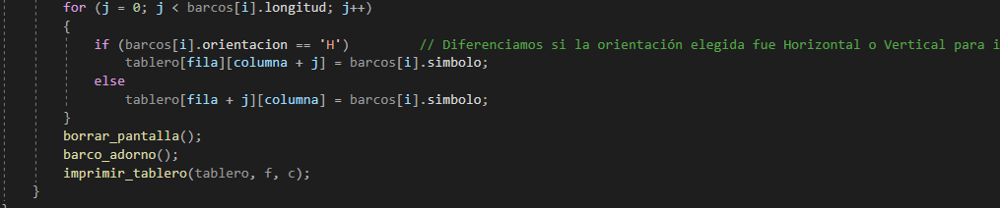 for (j = 0; j < barcos[i].longitud; j++)
{
if (barcos[i].orientacion == 'H') // Diferenciamos si la orientación elegida fue Horizontal o Vertical para i
tablero[fila][columna + j] = barcos[i].simbolo;
else
tablero[fila + j][columna] = barcos[i].simbolo;
}
borrar_pantalla();
barco_adorno();
imprimir_tablero(tablero, f, c);
}
}